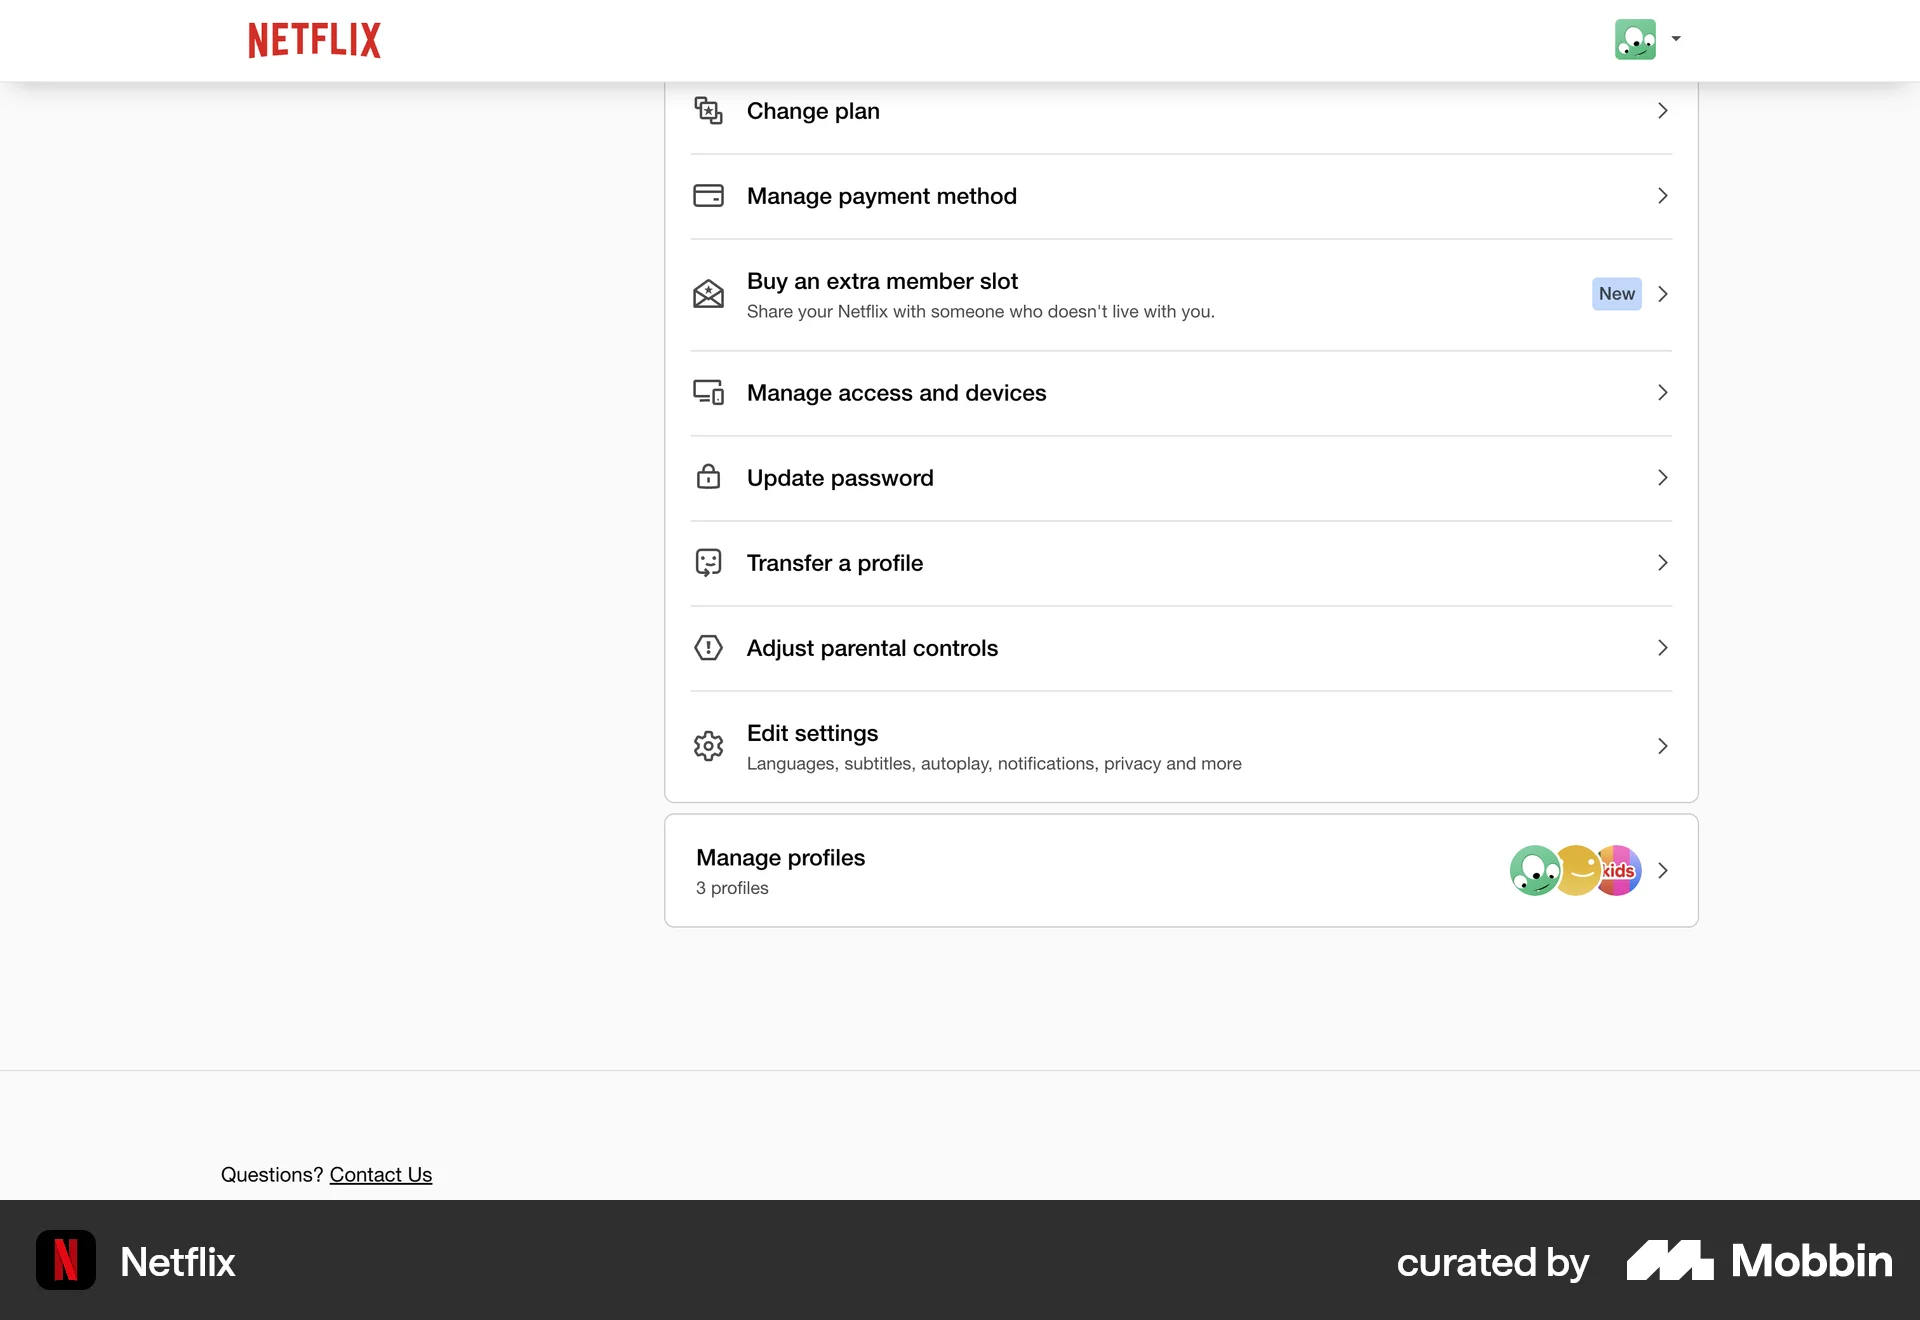 NETFLIX
Change plan
Manage payment method
Buy an extra member slot
Share your Netflix with someone who doesn't live with you.
New
Manage access and devices
Update password
Transfer a profile
Adjust parental controls
Edit settings
Languages, subtitles, autoplay, notifications, privacy and more
Manage profiles
3 profiles
kids
Questions? Contact Us
N
Netflix
curated by
Mobbin